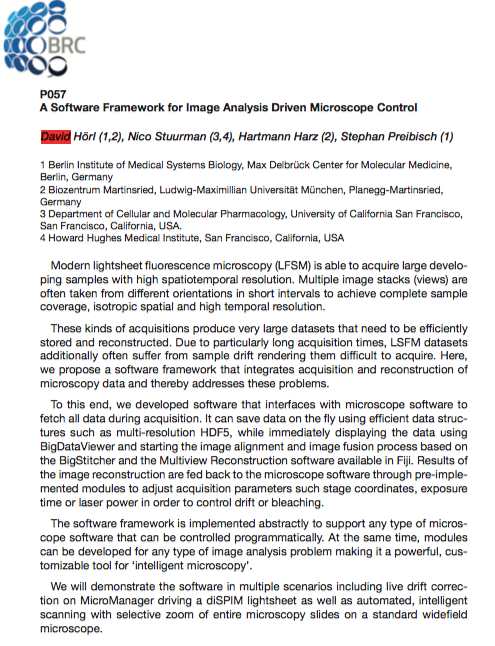 BRC
P057
A Software Framework for Image Analysis Driven Microscope Control
David Hörl (1,2), Nico Stuurman (3,4), Hartmann Harz (2), Stephan Preibisch (1)
1 Berlin Institute of Medical Systems Biology, Max Delbrück Center for Molecular Medicine,
Berlin, Germany
2 Biozentrum Martinsried, Ludwig-Maximillian Universität München, Planegg-Martinsried,
Germany
3 Department of Cellular and Molecular Pharmacology, University of California San Francisco,
San Francisco, California, USA.
4 Howard Hughes Medical Institute, San Francisco, California, USA
Modern lightsheet fluorescence microscopy (LFSM) is able to acquire large develo-
ping samples with high spatiotemporal resolution. Multiple image stacks (views) are
often taken from different orientations in short intervals to achieve complete sample
coverage, isotropic spatial and high temporal resolution.
These kinds of acquisitions produce very large datasets that need to be efficiently
stored and reconstructed. Due to particularly long acquisition times, LSFM datasets
additionally often suffer from sample drift rendering them difficult to acquire. Here,
we propose a software framework that integrates acquisition and reconstruction of
microscopy data and thereby addresses these problems.
To this end, we developed software that interfaces with microscope software to
fetch all data during acquisition. It can save data on the fly using efficient data struc-
tures such as multi-resolution HDF5, while immediately displaying the data using
BigDataViewer and starting the image alignment and image fusion process based on
the BigStitcher and the Multiview Reconstruction software available in Fiji. Results of
the image reconstruction are fed back to the microscope software through pre-imple-
mented modules to adjust acquisition parameters such stage coordinates, exposure
time or laser power in order to control drift or bleaching.
The software framework is implemented abstractly to support any type of micros-
cope software that can be controlled programmatically. At the same time, modules
can be developed for any type of image analysis problem making it a powerful, cus-
tomizable tool for 'intelligent microscopy'.
We will demonstrate the software in multiple scenarios including live drift correc-
tion on MicroManager driving a diSPIM lightsheet as well as automated, intelligent
scanning with selective zoom of entire microscopy slides on a standard widefield
microscope.